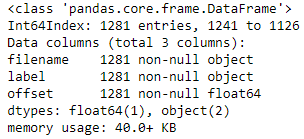 <class 'pandas.core.frame.DataFrame'>
Int64Index: 1281 entries, 1241 to 1126
Data columns (total 3 columns):
filename    1281 non-null object
label       1281 non-null object
offset      1281 non-null float64
dtypes: float64(1), object(2)
memory usage: 40.0+ KB